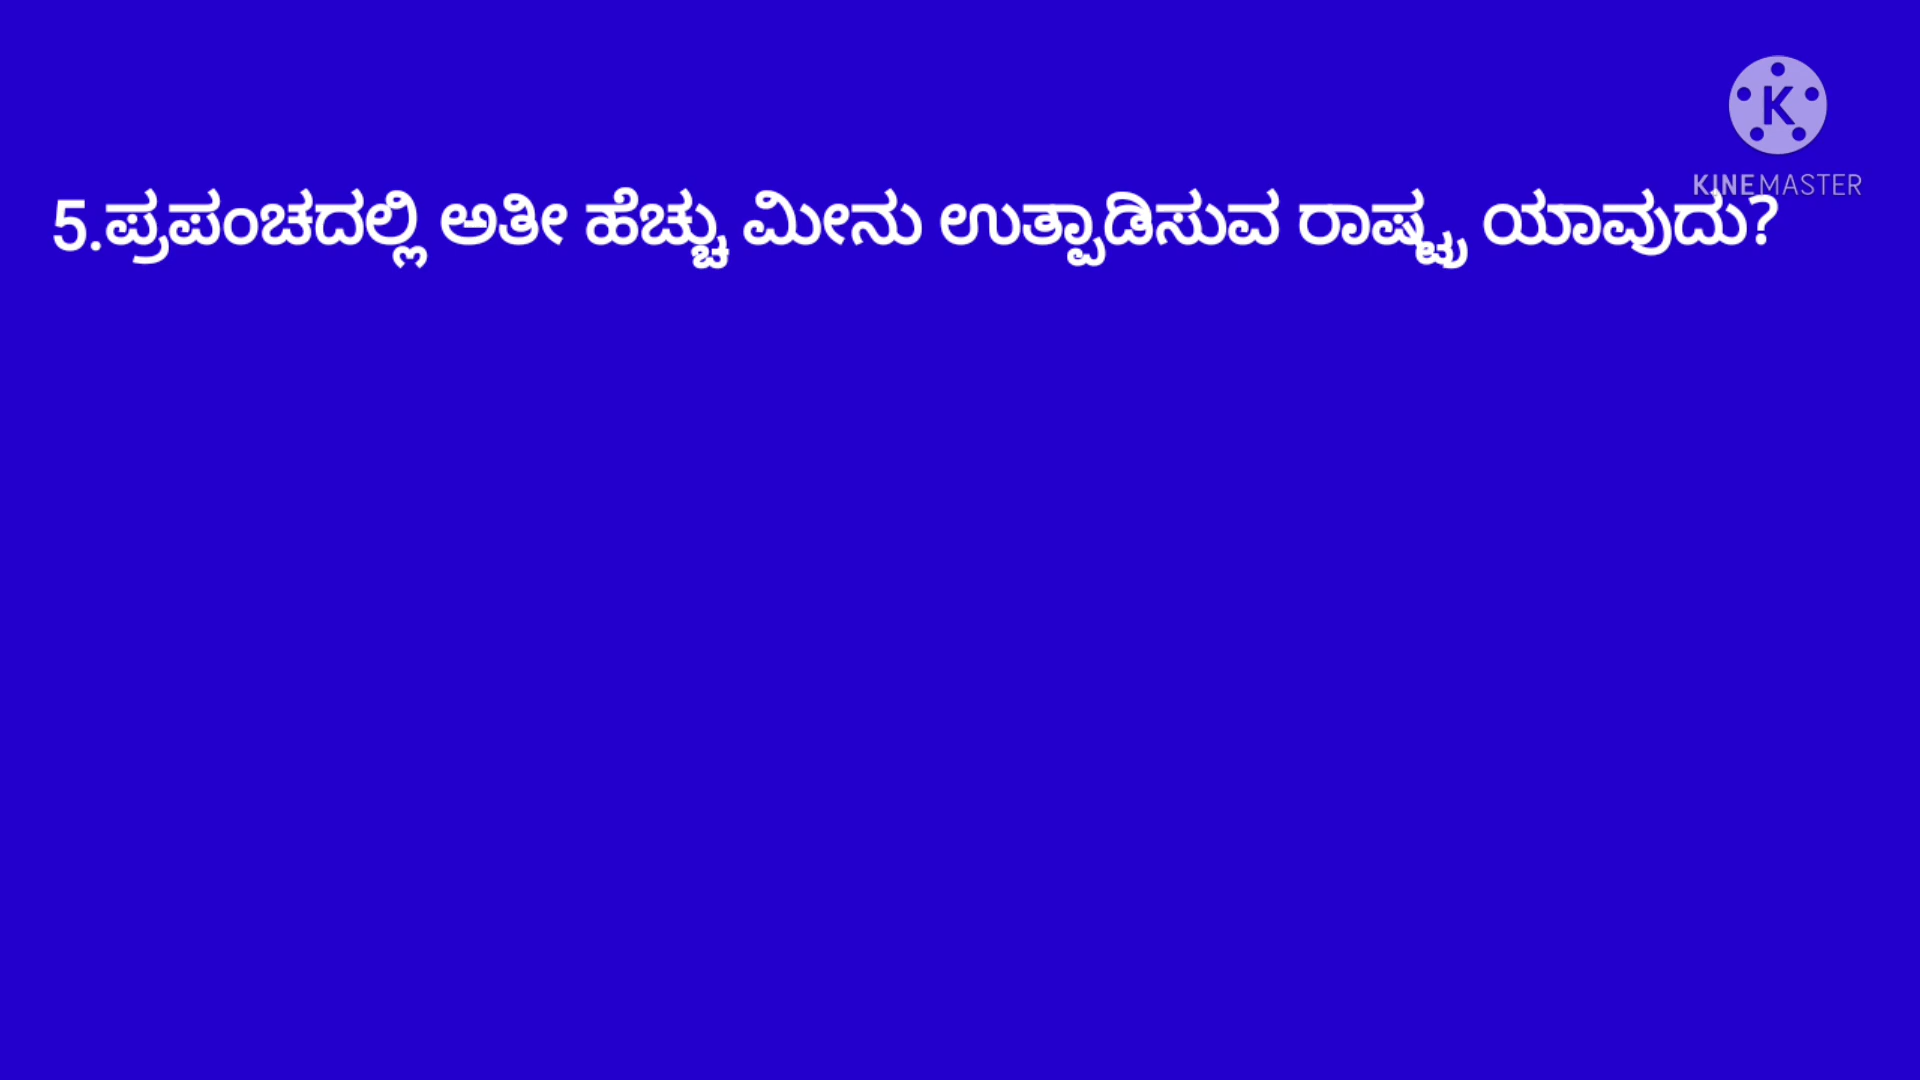 K
KINEMASTER
5.ಪ್ರಪಂಚದಲ್ಲಿ ಅತೀ ಹೆಚ್ಚು ಮೀನು ಉತ್ಪಾಡಿಸುವ ರಾಷ್ಟ್ರ ಯಾವುದು?